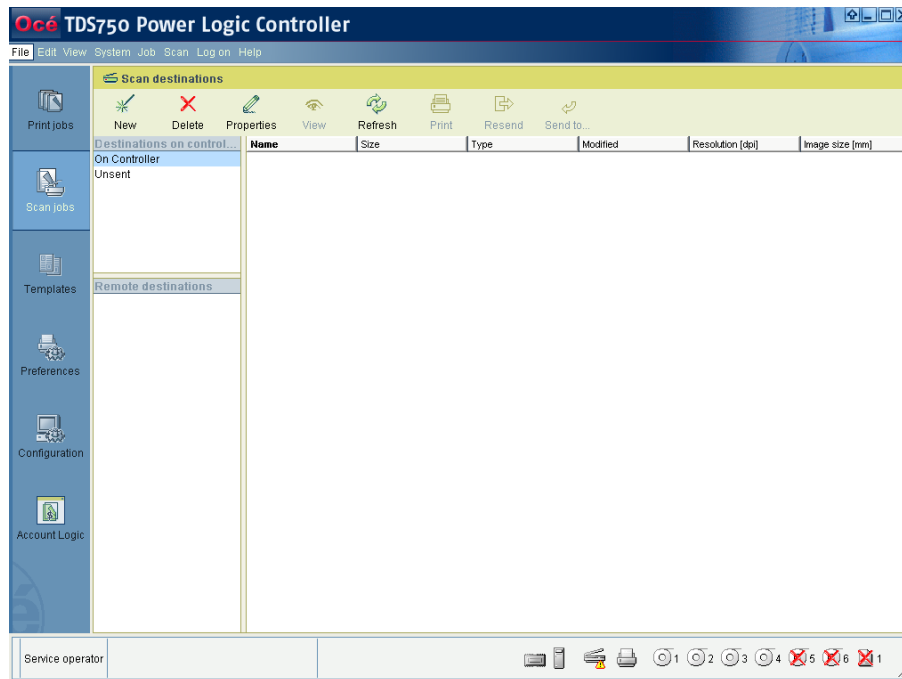 Océ TDS750 Power Logic Controller
File Edit View System Job Scan Log on Help
Scan destinations
New Delete Properties View Refresh Print Resend Send to...
Destinations on control...
On Controller
Unsent
Name Size Type Modified Resolution [dpi] Image size [mm]
Remote destinations
Print jobs
Scan jobs
Templates
Preferences
Configuration
Account Logic
Service operator
1 2 3 4 5 6 1